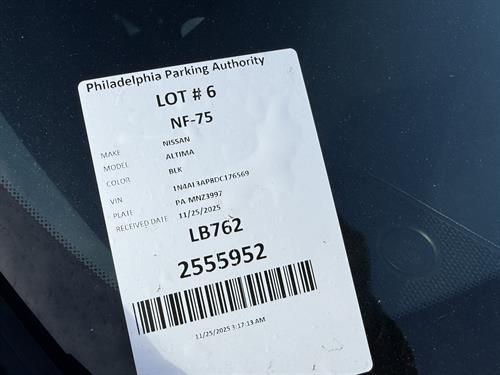 Philadelphia Parking Authority
LOT # 6
NF-75
MAKE NISSAN
MODEL ALTIMA
COLOR BLK
VIN 1N4AL3AP8DC176569
PLATE PA-MNZ3997
RECEIVED DATE 11/25/2025
LB762
2555952
11/25/2025 3:17:13 AM